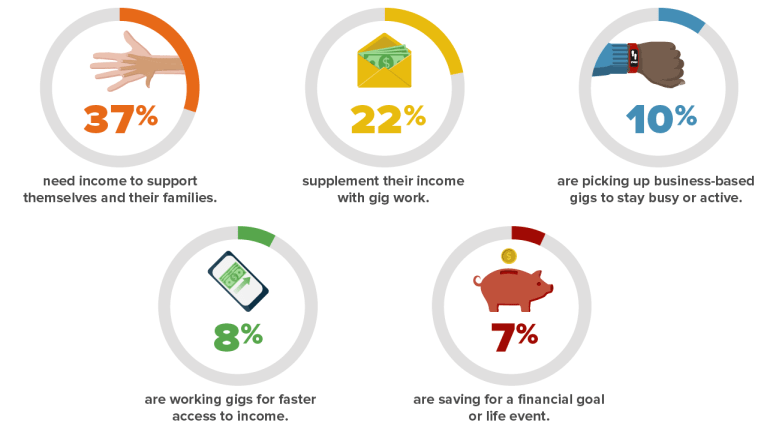 37%
need income to support
themselves and their families.
22%
supplement their income
with gig work.
10%
are picking up business-based
gigs to stay busy or active.
8%
are working gigs for faster
access to income.
7%
are saving for a financial goal
or life event.